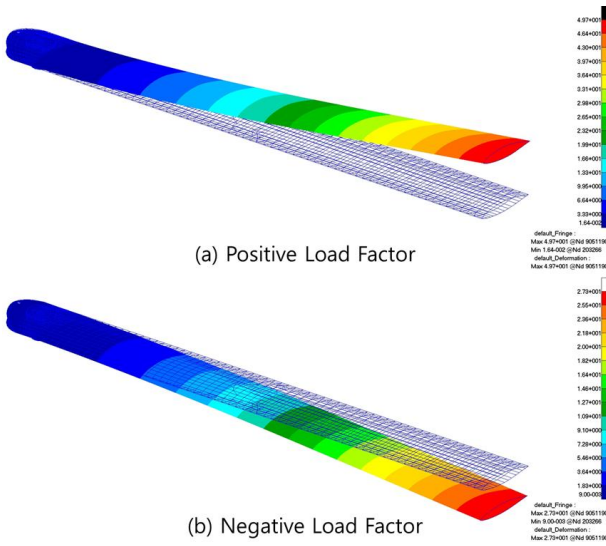 4.97+001
4.64+001
4.30+001
3.97+001
3.64+001
3.31+001
2.98+001
2.65+001
2.32+001
1.99+001
1.66+001
1.33+001
9.95+000
6.64+000
3.33+000
1.64-002
default_Fringe :
Max 4.97+001 @Nd 9051190
Min 1.64-002 @Nd 203266
default_Deformation :
Max 4.97+001 @Nd 9051190
(a) Positive Load Factor
2.73+001
2.55+001
2.36+001
2.18+001
2.00+001
1.82+001
1.64+001
1.46+001
1.27+001
1.09+001
9.10+000
7.28+000
5.46+000
3.64+000
1.83+000
9.00-003
default_Fringe :
Max 2.73+001 @Nd 9051190
Min 9.00-003 @Nd 203266
default_Deformation :
Max 2.73+001 @Nd 9051190
(b) Negative Load Factor